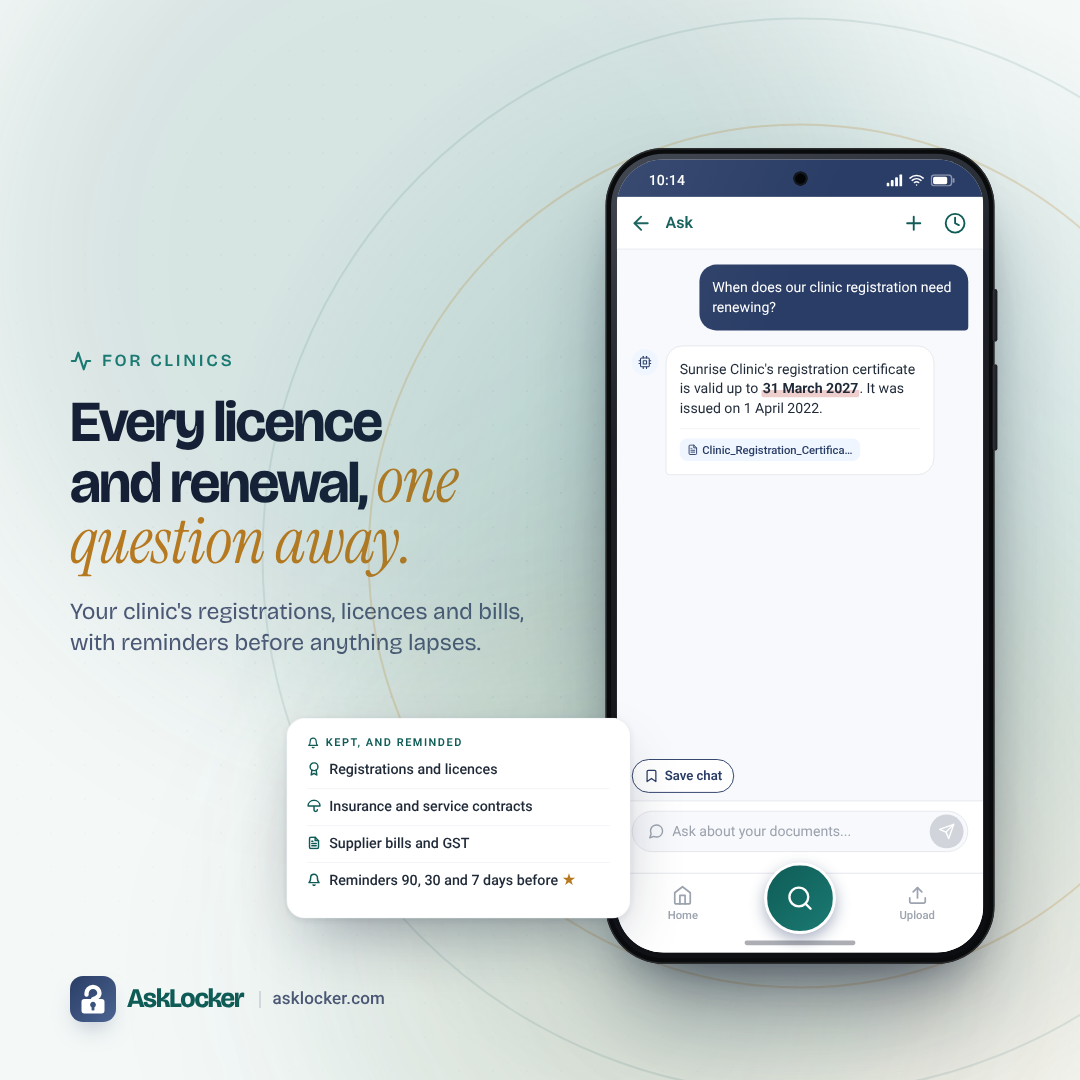 FOR CLINICS
Every licence
and renewal, one
question away.
Your clinic's registrations, licences and bills,
with reminders before anything lapses.
10:14
Ask
When does our clinic registration need
renewing?
Sunrise Clinic's registration certificate
is valid up to 31 March 2027. It was
issued on 1 April 2022.
Clinic_Registration_Certifica...
KEPT, AND REMINDED
Registrations and licences
Insurance and service contracts
Supplier bills and GST
Reminders 90, 30 and 7 days before ★
Save chat
Ask about your documents...
Home
Upload
AskLocker | asklocker.com